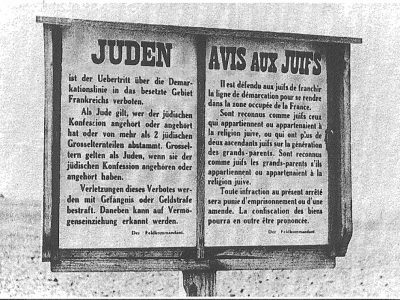 JUDEN
ist der Uebertritt über die Demar-
kationslinie in das besetzte Gebiet
Frankreichs verboten.
Als Jude gilt, wer der jüdischen
Konfession angehört oder angehört
hat oder von mehr als 2 jüdischen
Grosselternteilen abstammt. Grossel-
tern gelten als Juden, wenn sie der
jüdischen Konfession angehören oder
angehört haben.
Verletzungen dieses Verbotes wer-
den mit Gefängnis oder Geldstrafe
bestraft. Daneben kann auf Vermö-
genseinziehung erkannt werden.
Der Feldkommandant.
AVIS AUX JUIFS
Il est défendu aux juifs de franchir
la ligne de démarcation pour se rendre
dans la zone occupée de la France.
Sont reconnus comme juifs ceux
qui appartiennent ou appartenaient à
la religion juive, ou qui ont plus de
deux ascendants juifs sur la génération
des grands-parents. Sont reconnus
comme juifs les grands-parents s'ils
appartiennent ou appartenaient à la
religion juive.
Toute infraction au présent arrêté
sera punie d'emprisonnement ou d'une
amende. La confiscation des biens
pourra en outre être prononcée.
Der Feldkommandant.